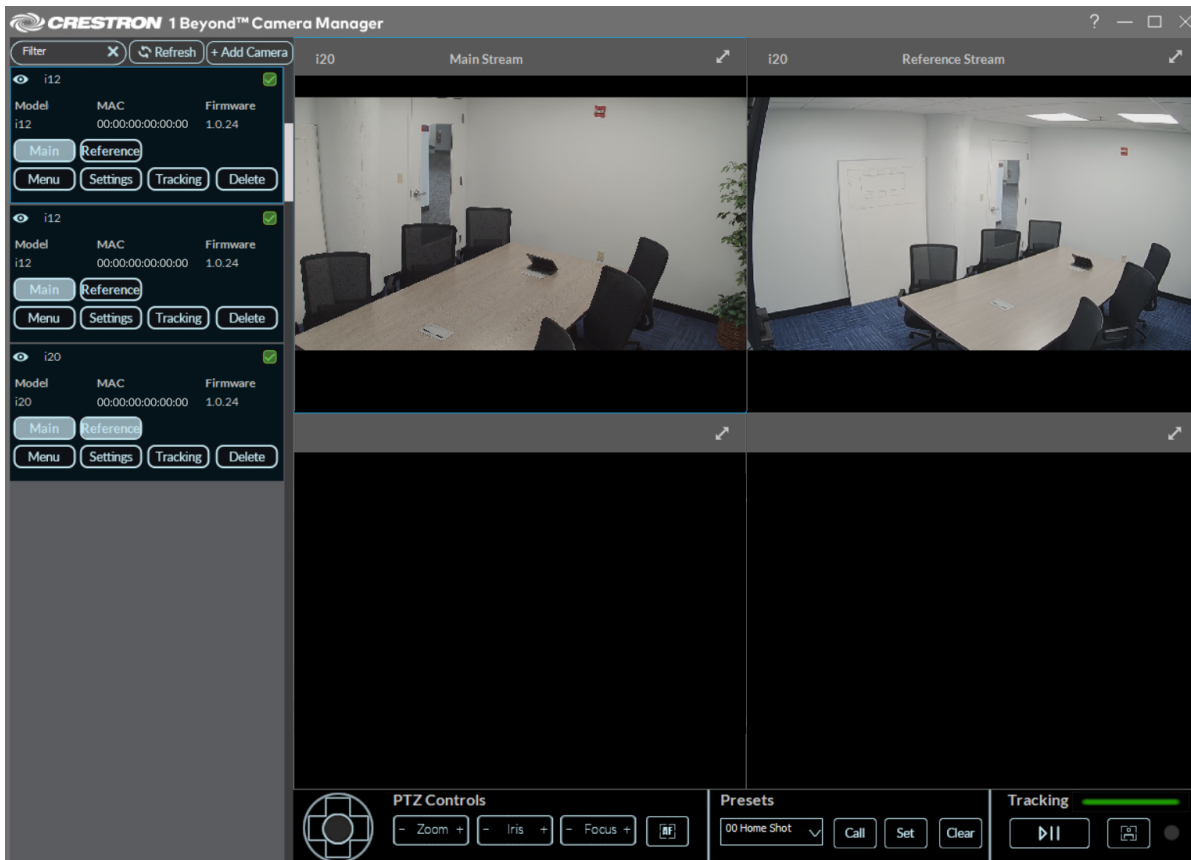 CRESTRON 1 Beyond™ Camera Manager
?
Filter
Refresh
+ Add Camera
i12
Model MAC Firmware
i12 00:00:00:00:00:00 1.0.24
Main Reference
Menu Settings Tracking Delete
i12
Model MAC Firmware
i12 00:00:00:00:00:00 1.0.24
Main Reference
Menu Settings Tracking Delete
i20
Model MAC Firmware
i20 00:00:00:00:00:00 1.0.24
Main Reference
Menu Settings Tracking Delete
i20 Main Stream
i20 Reference Stream
PTZ Controls
- Zoom + - Iris + - Focus + AF
Presets
00 Home Shot Call Set Clear
Tracking